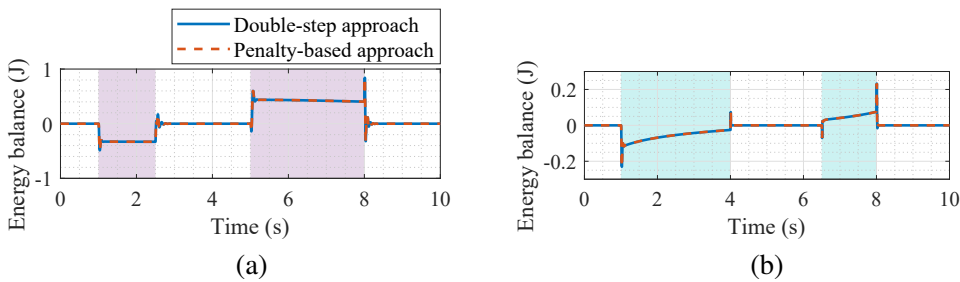 Double-step approach
Penalty-based approach
Energy balance (J)
1
0
-1
0 2 4 6 8 10
Time (s)
(a)
Energy balance (J)
0.2
0
-0.2
0 2 4 6 8 10
Time (s)
(b)